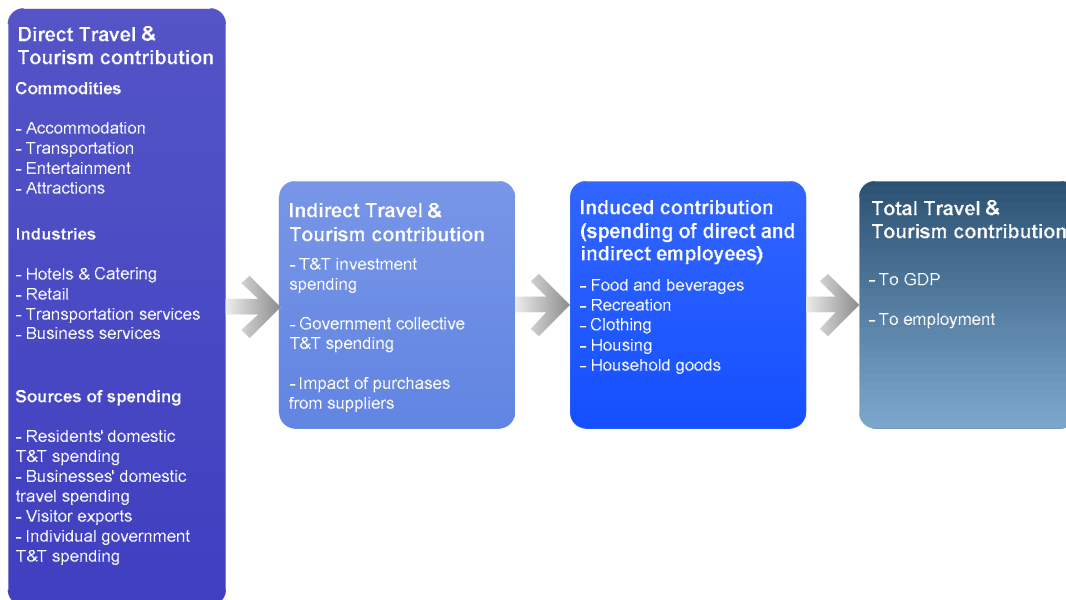 Direct Travel &
Tourism contribution
Commodities
- Accommodation
- Transportation
- Entertainment
- Attractions
Industries
- Hotels & Catering
- Retail
- Transportation services
- Business services
Sources of spending
- Residents' domestic
T&T spending
- Businesses' domestic
travel spending
- Visitor exports
- Individual government
T&T spending
Indirect Travel &
Tourism contribution
- T&T investment
spending
- Government collective
T&T spending
- Impact of purchases
from suppliers
Induced contribution
(spending of direct and
indirect employees)
- Food and beverages
- Recreation
- Clothing
- Housing
- Household goods
Total Travel &
Tourism contribution
- To GDP
- To employment